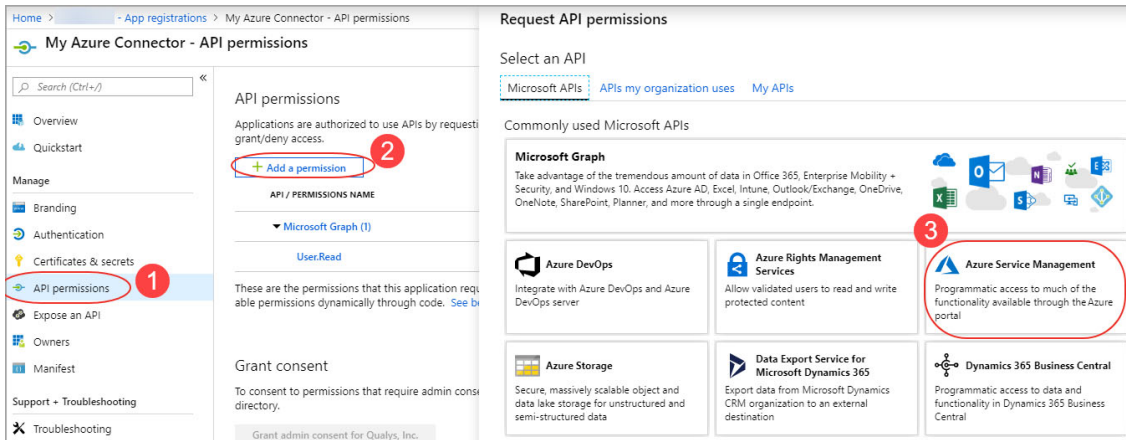 Home > - App registrations > My Azure Connector - API permissions
My Azure Connector - API permissions
Search (Ctrl+/)
«
Overview
Quickstart
Manage
Branding
Authentication
Certificates & secrets
API permissions
1
Expose an API
Owners
Manifest
Support + Troubleshooting
Troubleshooting
API permissions
Applications are authorized to use APIs by requesti
grant/deny access.
2
+ Add a permission
API / PERMISSIONS NAME
Microsoft Graph (1)
User.Read
These are the permissions that this application requ
able permissions dynamically through code. See be
Grant consent
To consent to permissions that require admin conse
directory.
Grant admin consent for Qualys, Inc.
Request API permissions
Select an API
Microsoft APIs APIs my organization uses My APIs
Commonly used Microsoft APIs
Microsoft Graph
Take advantage of the tremendous amount of data in Office 365, Enterprise Mobility +
Security, and Windows 10. Access Azure AD, Excel, Intune, Outlook/Exchange, OneDrive,
OneNote, SharePoint, Planner, and more through a single endpoint.
3
Azure DevOps
Integrate with Azure DevOps and Azure
DevOps server
Azure Rights Management
Services
Allow validated users to read and write
protected content
Azure Service Management
Programmatic access to much of the
functionality available through the Azure
portal
Azure Storage
Secure, massively scalable object and
data lake storage for unstructured and
semi-structured data
Data Export Service for
Microsoft Dynamics 365
Export data from Microsoft Dynamics
CRM organization to an external
destination
Dynamics 365 Business Central
Programmatic access to data and
functionality in Dynamics 365 Business
Central